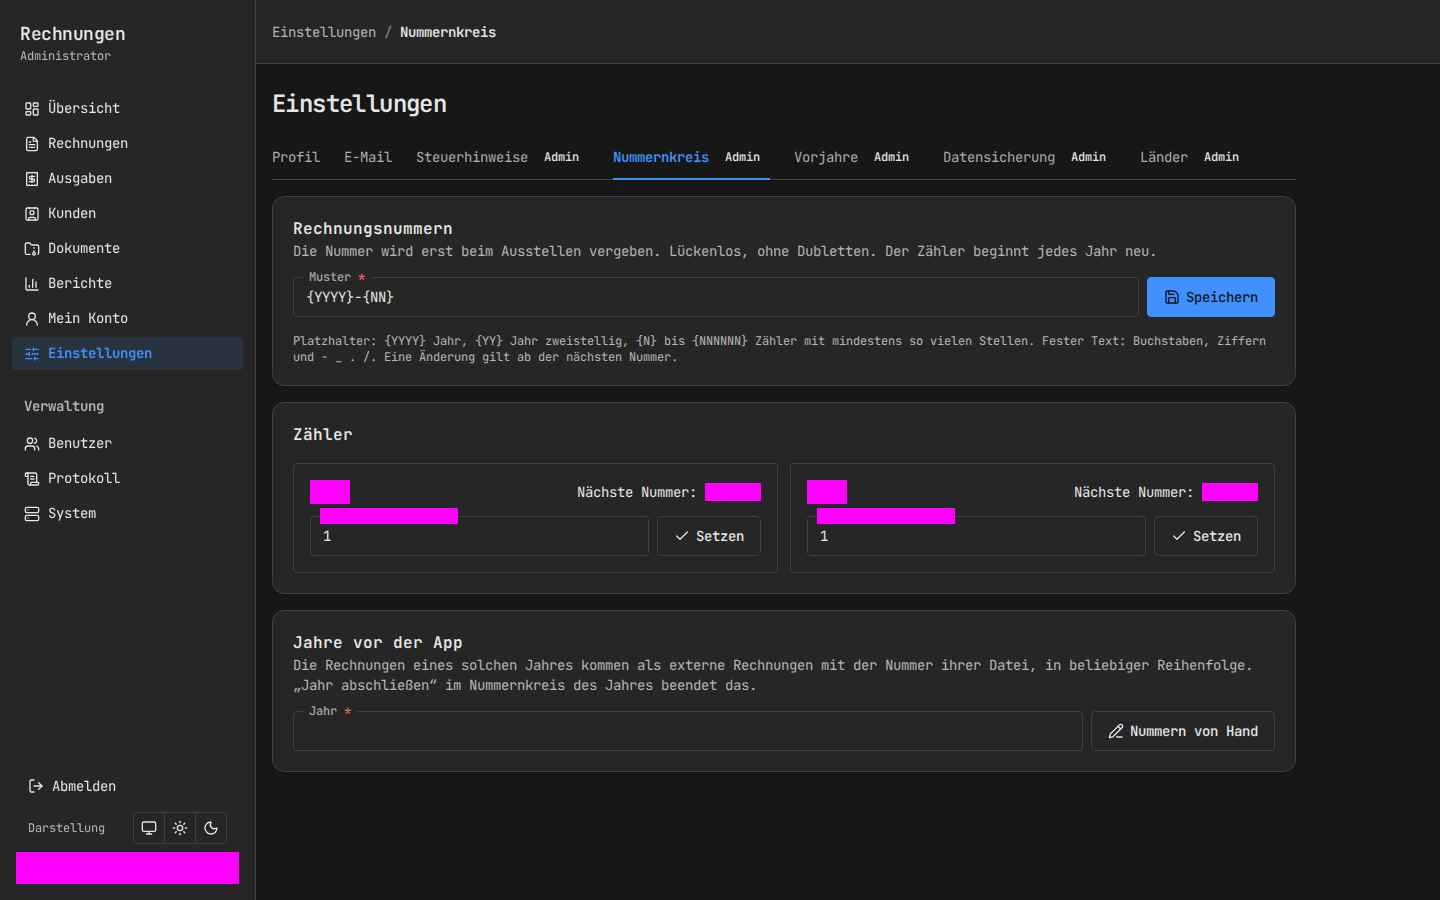 Rechnungen
Administrator
Übersicht
Rechnungen
Ausgaben
Kunden
Dokumente
Berichte
Mein Konto
Einstellungen
Verwaltung
Benutzer
Protokoll
System
Abmelden
Darstellung
Einstellungen / Nummernkreis
Einstellungen
Profil E-Mail Steuerhinweise Admin Nummernkreis Admin Vorjahre Admin Datensicherung Admin Länder Admin
Rechnungsnummern
Die Nummer wird erst beim Ausstellen vergeben. Lückenlos, ohne Dubletten. Der Zähler beginnt jedes Jahr neu.
Muster *
{YYYY}-{NN}
Speichern
Platzhalter: {YYYY} Jahr, {YY} Jahr zweistellig, {N} bis {NNNNNN} Zähler mit mindestens so vielen Stellen. Fester Text: Buchstaben, Ziffern
und - _ . /. Eine Änderung gilt ab der nächsten Nummer.
Zähler
Nächste Nummer:
1
Setzen
Nächste Nummer:
1
Setzen
Jahre vor der App
Die Rechnungen eines solchen Jahres kommen als externe Rechnungen mit der Nummer ihrer Datei, in beliebiger Reihenfolge.
„Jahr abschließen“ im Nummernkreis des Jahres beendet das.
Jahr *
Nummern von Hand